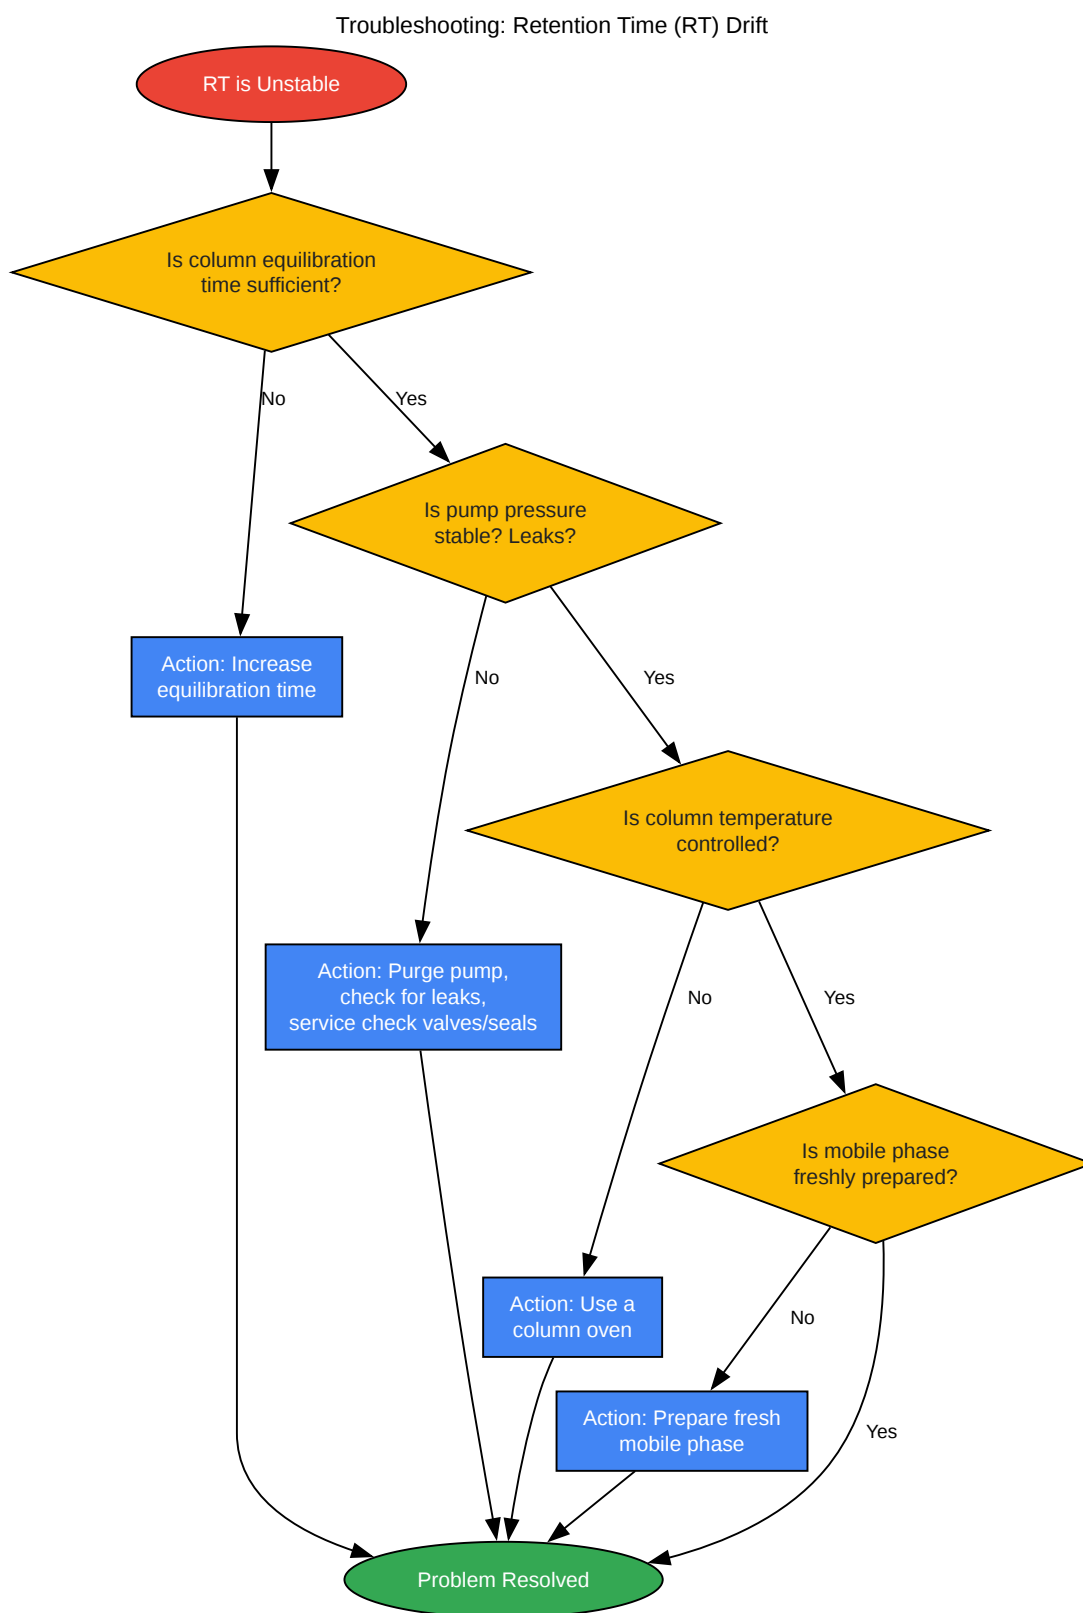 Troubleshooting: Retention Time (RT) Drift
RT is Unstable
Is column equilibration
time sufficient?
No
Yes
Is pump pressure
stable? Leaks?
Action: Increase
equilibration time
No
Yes
Is column temperature
controlled?
Action: Purge pump,
check for leaks,
service check valves/seals
No
Yes
Is mobile phase
freshly prepared?
Action: Use a
column oven
No
Action: Prepare fresh
mobile phase
Yes
Problem Resolved